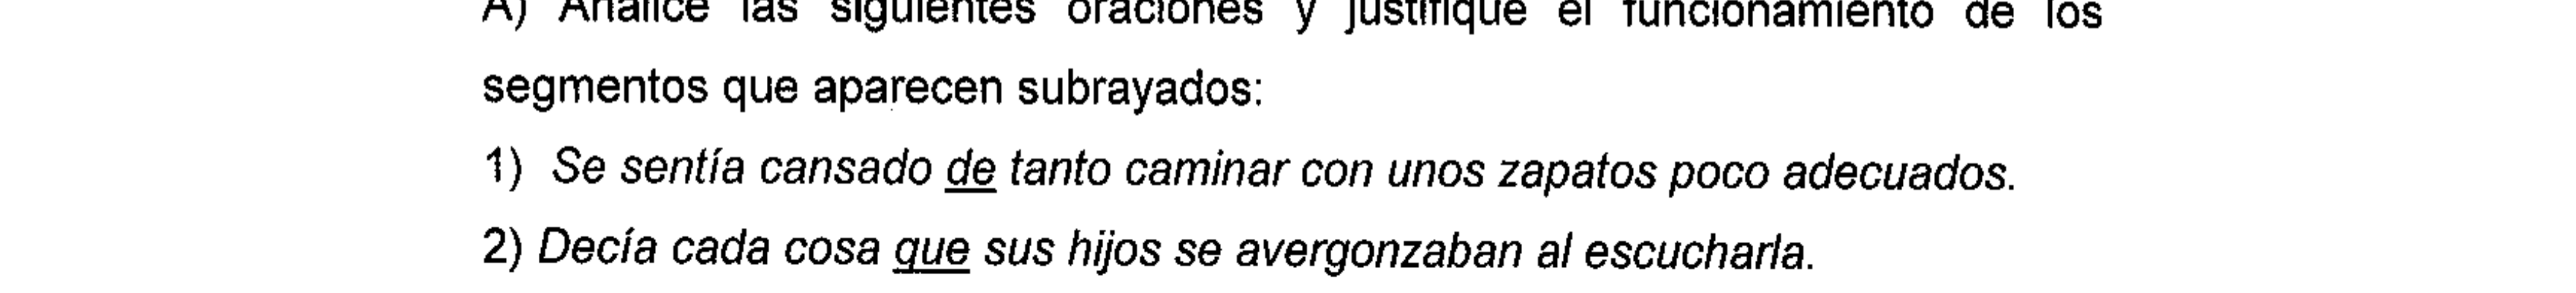 A) Analice las siguientes oraciones y justifique el funcionamiento de los
segmentos que aparecen subrayados:
1) Se sentía cansado de tanto caminar con unos zapatos poco adecuados.
2) Decía cada cosa que sus hijos se avergonzaban al escucharla.